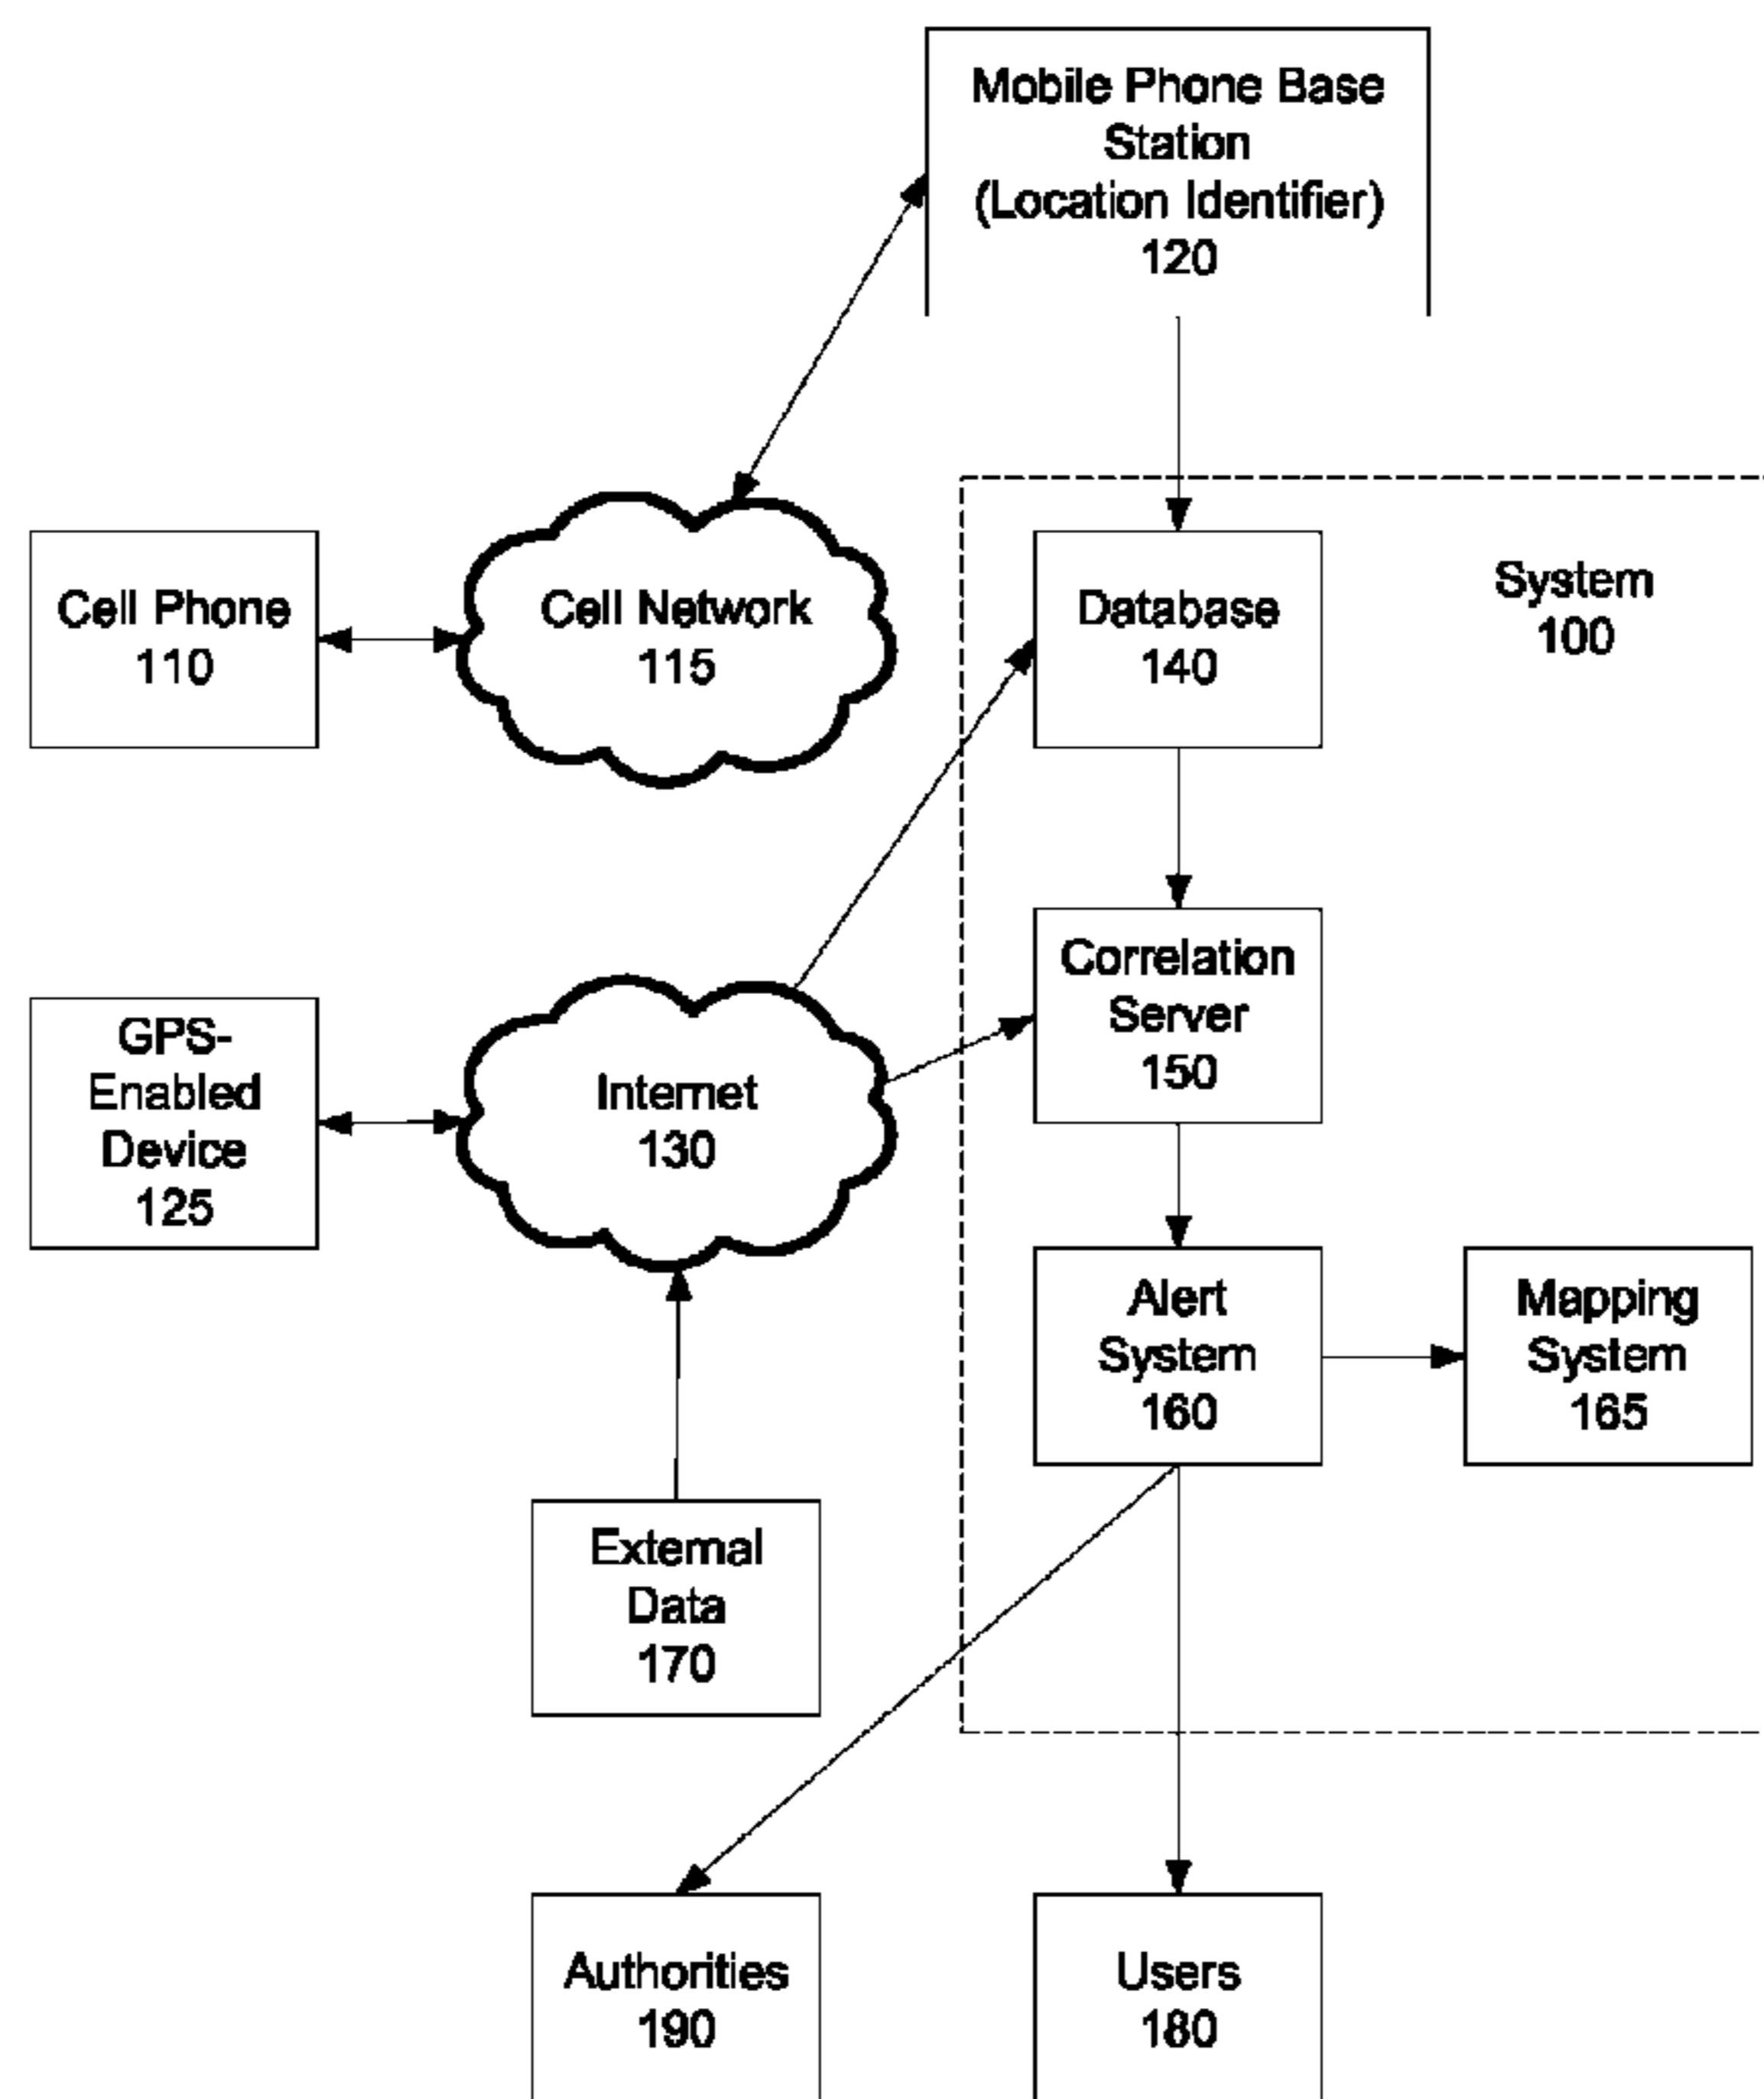 Mobile Phone Base
Station
(Location Identifier)
120
Cell Phone
110
Cell Network
115
Database
140
System
100
Correlation
Server
150
GPS-
Enabled
Device
125
Internet
130
Alert
System
160
Mapping
System
165
External
Data
170
Authorities
190
Users
180